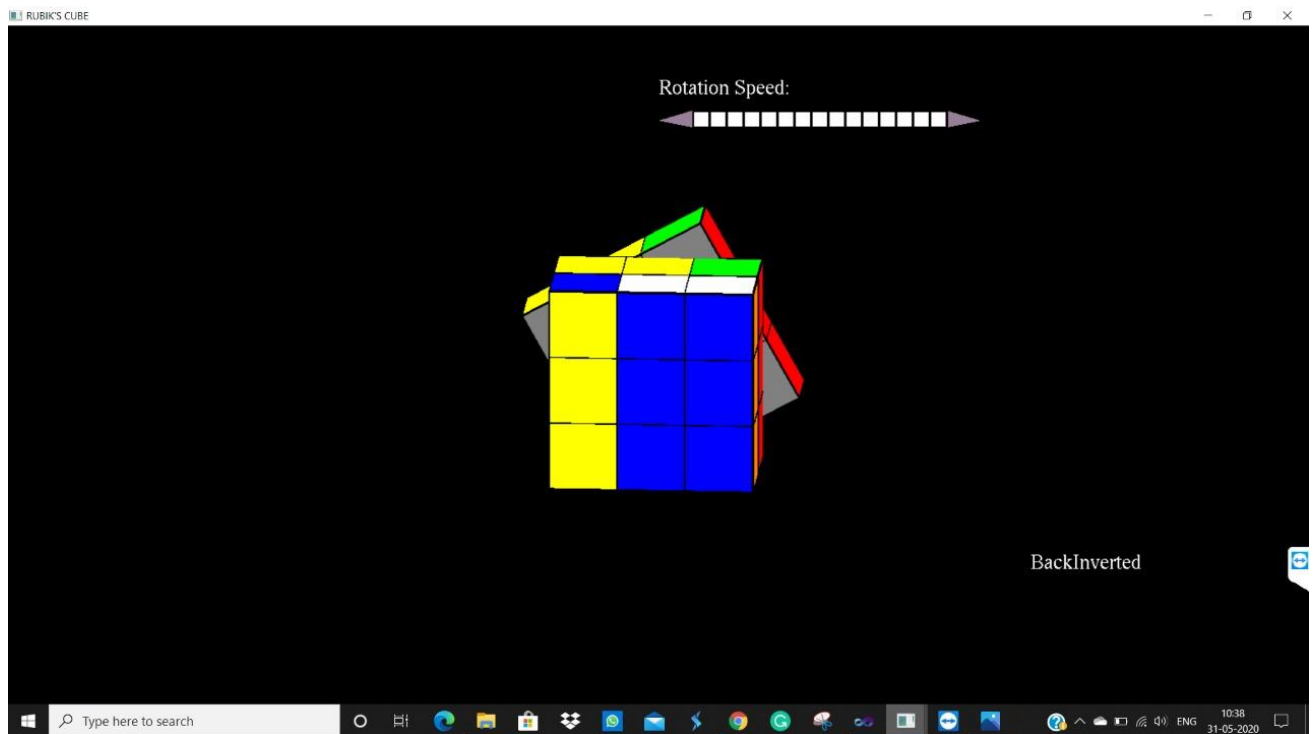 RUBIK'S CUBE
Rotation Speed:
BackInverted
Type here to search
ENG
10:38
31-05-2020